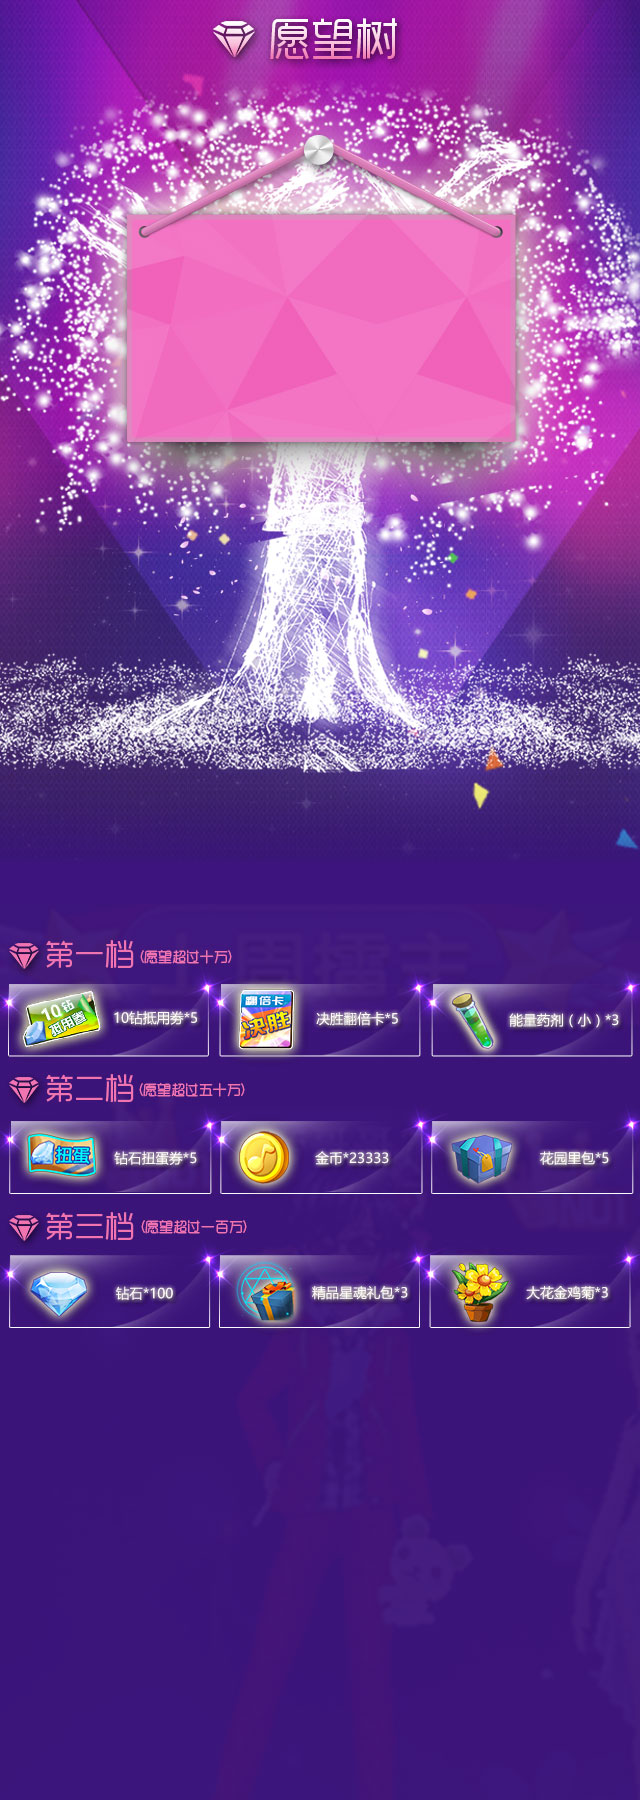 愿望树
第一档 (愿望超过十万)
10钻 抵用券 10钻抵用券*5
翻倍卡 决胜 决胜翻倍卡*5
能量药剂（小）*3
第二档 (愿望超过五十万)
扭蛋 钻石扭蛋券*5
金币*23333
花园里包*5
第三档 (愿望超过一百万)
钻石*100
精品星魂礼包*3
大花金鸡菊*3